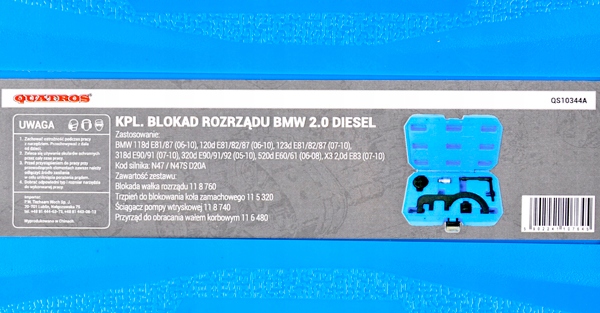 QUATROS
QS10344A
UWAGA
KPL. BLOKAD ROZRZĄDU BMW 2.0 DIESEL
Zastosowanie:
BMW 118d E81/87 (06-10), 120d E81/82/87 (06-10), 123d E81/82/87 (07-10),
318d E90/91 (07-10), 320d E90/91/92 (05-10), 520d E60/61 (06-08), X3 2,0d E83 (07-10)
Kod silnika: N47 / N47S D20A
Zawartość zestawu:
Blokada wałka rozrządu 11 8 760
Trzpień do blokowania koła zamachowego 11 5 320
Ściągacz pompy wtryskowej 11 8 740
Przyrząd do obracania wałem korbowym 11 6 480